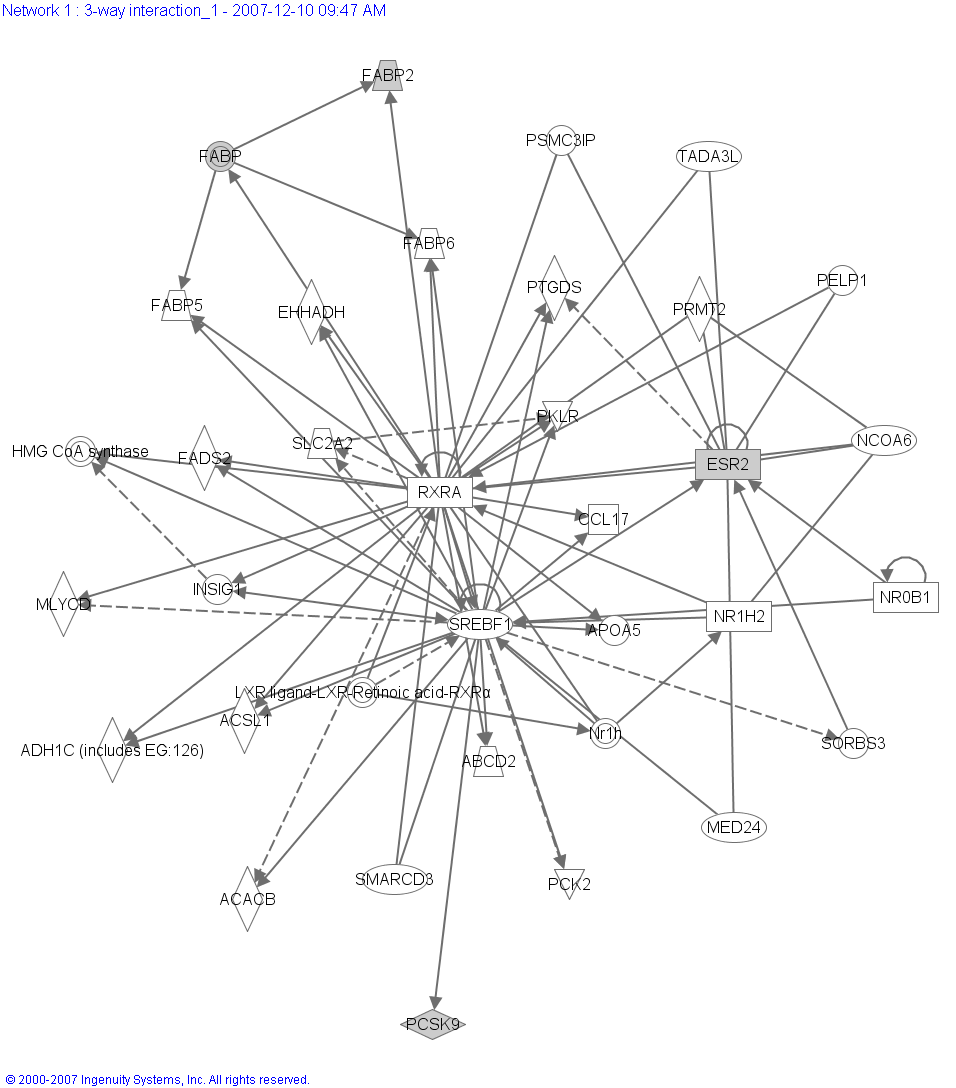 Network 1 : 3-way interaction_1 - 2007-12-10 09:47 AM
FABP2
PSMC3IP
FABP
TADA3L
FABP6
PELP1
PTGDS
FABP5
EHHADH
PRMT2
PKLR
SLC2A2
NCOA6
HMG CoA synthase
FADS2
ESR2
RXRA
CCL17
INSIG1
NR0B1
MLYCD
NR1H2
SREBF1
APOA5
LXR ligand-LXR-Retinoic acid-RXRα
ACSL1
Nr1h
SORBS3
ADH1C (includes EG:126)
ABCD2
MED24
SMARCD3
PCK2
ACACB
PCSK9
© 2000-2007 Ingenuity Systems, Inc. All rights reserved.